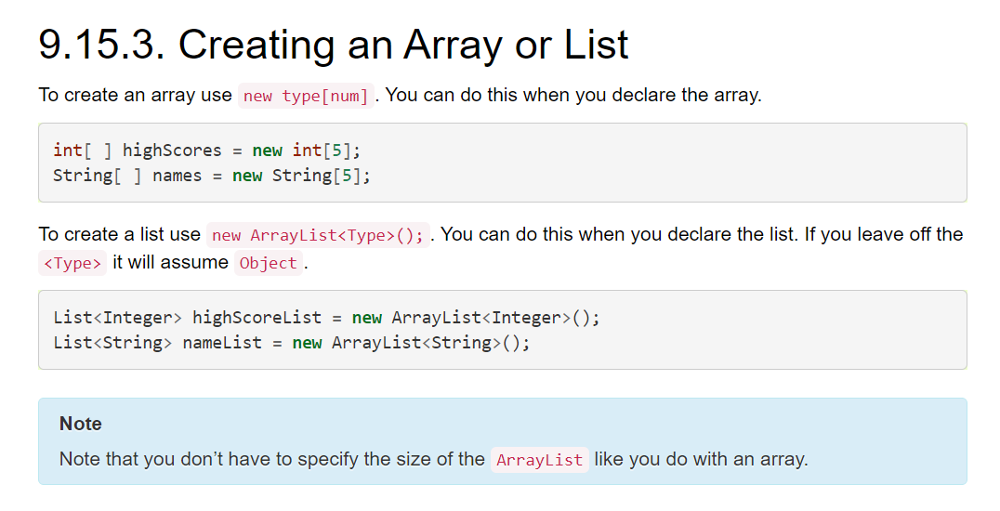 9.15.3. Creating an Array or List
To create an array use new type[num] . You can do this when you declare the array.
int[ ] highScores = new int[5];
String[ ] names = new String[5];
To create a list use new ArrayList<Type>(); . You can do this when you declare the list. If you leave off the
<Type> it will assume Object .
List<Integer> highScoreList = new ArrayList<Integer>();
List<String> nameList = new ArrayList<String>();
Note
Note that you don’t have to specify the size of the ArrayList like you do with an array.